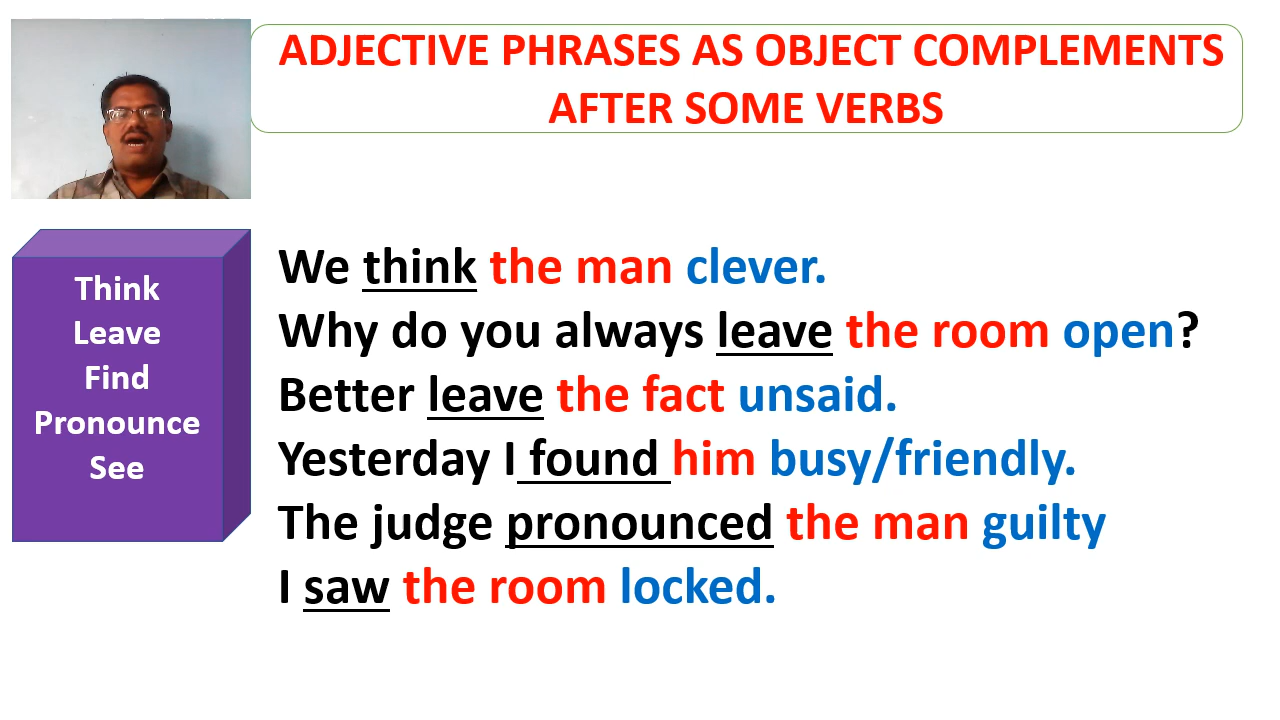 ADJECTIVE PHRASES AS OBJECT COMPLEMENTS
AFTER SOME VERBS
Think
Leave
Find
Pronounce
See
We think the man clever.
Why do you always leave the room open?
Better leave the fact unsaid.
Yesterday I found him busy/friendly.
The judge pronounced the man guilty
I saw the room locked.